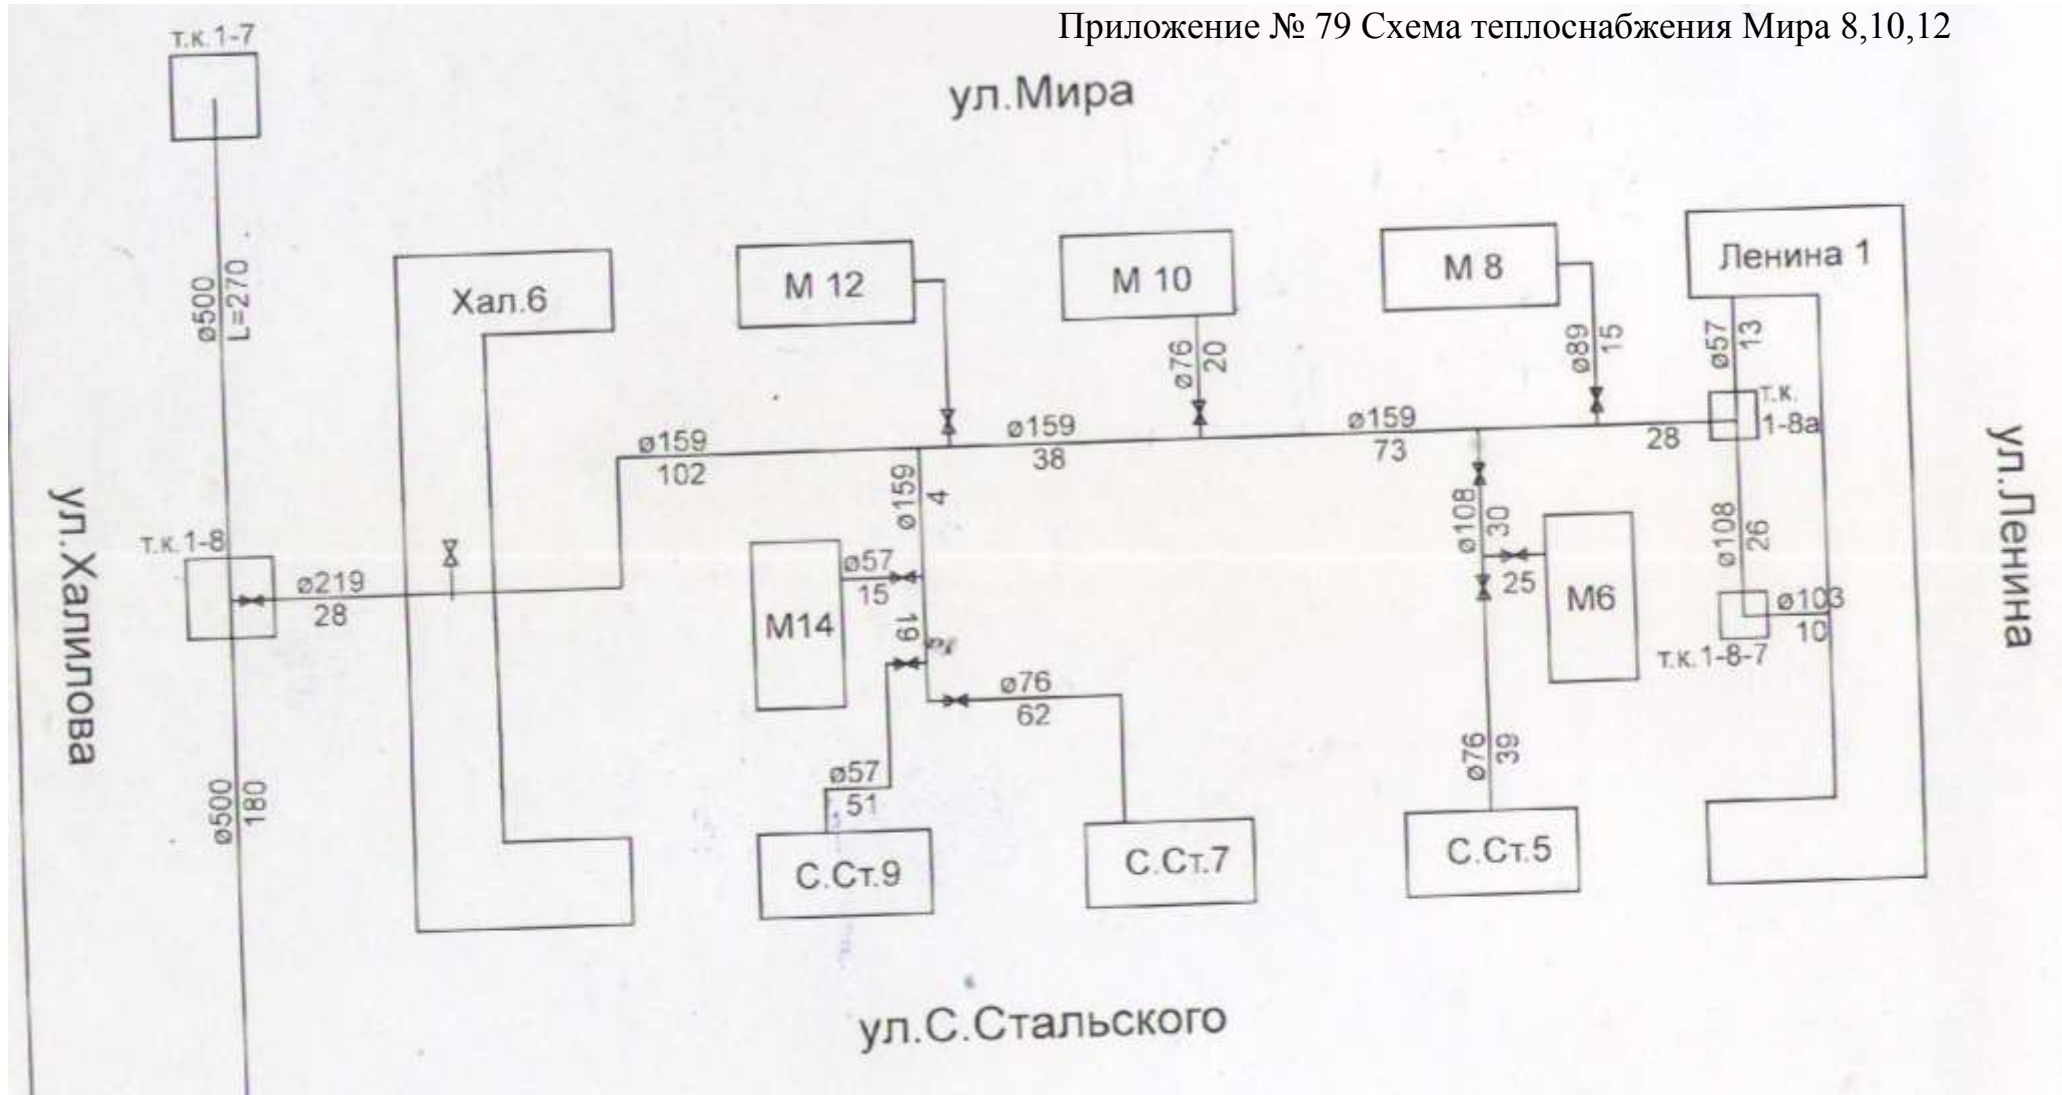 Приложение № 79 Схема теплоснабжения Мира 8,10,12
т.к.1-7
ул.Мира
ø500
L=270
Хал.6
М 12
М 10
М 8
Ленина 1
ø76
20
ø89
15
ø57
13
т.к.
1-8а
ø159
102
ø159
38
ø159
73
28
ул.Халилова
ул.Ленина
т.к.1-8
ø219
28
ø159
4
ø57
15
М14
19
ø108
30
25
М6
ø108
26
ø103
10
т.к.1-8-7
ø76
62
ø500
180
ø57
51
ø76
39
С.Ст.9
С.Ст.7
С.Ст.5
ул.С.Стальского